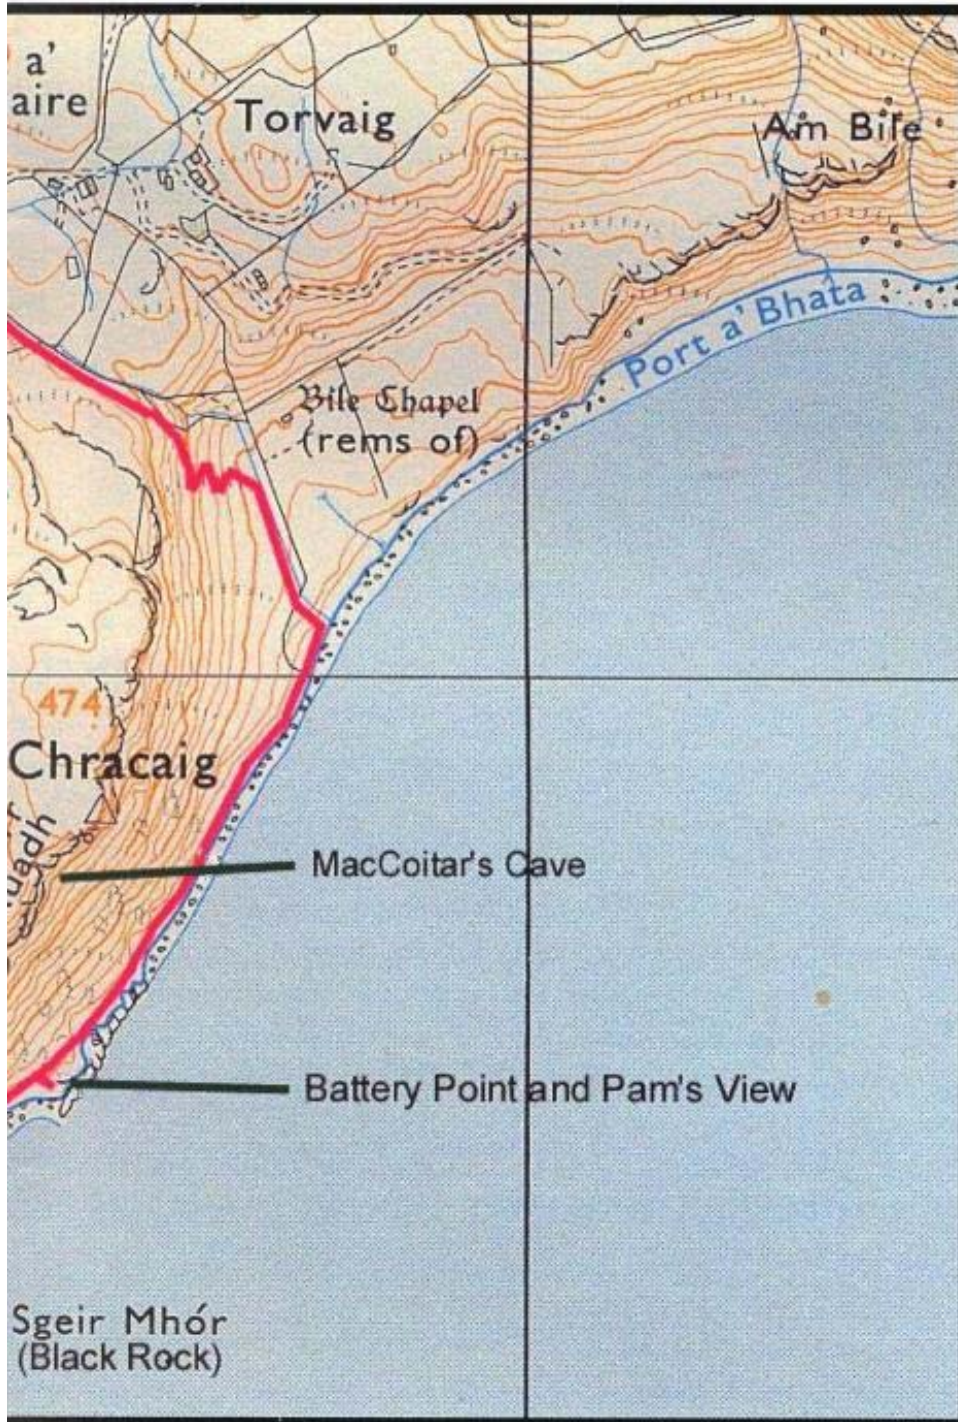 a'
aire
Torvaig
Am Bile
Port a' Bhata
Bile Chapel
(rems of)
474
Chracaig
MacCoitar's Cave
Battery Point and Pam's View
Sgeir Mhór
(Black Rock)